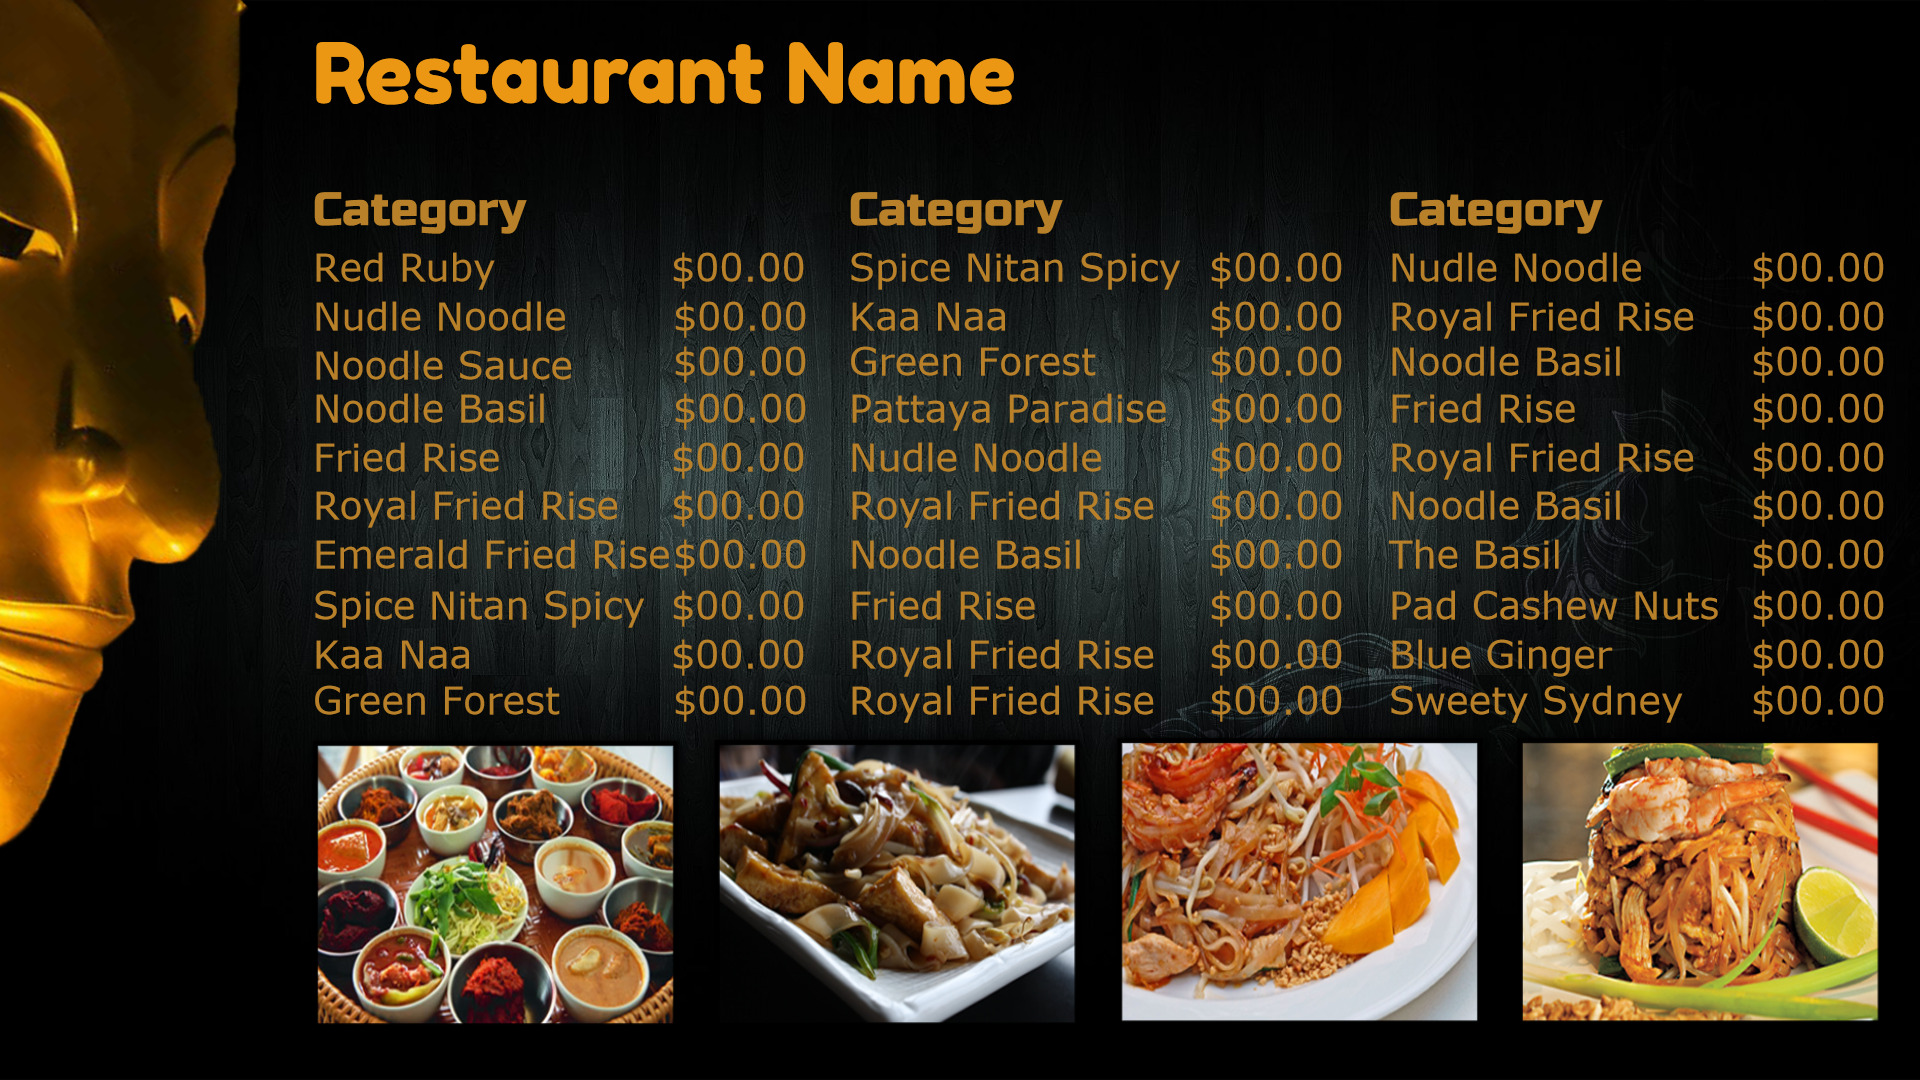 Restaurant Name
Category
Red Ruby $00.00
Nudle Noodle $00.00
Noodle Sauce $00.00
Noodle Basil $00.00
Fried Rise $00.00
Royal Fried Rise $00.00
Emerald Fried Rise $00.00
Spice Nitan Spicy $00.00
Kaa Naa $00.00
Green Forest $00.00
Category
Spice Nitan Spicy $00.00
Kaa Naa $00.00
Green Forest $00.00
Pattaya Paradise $00.00
Nudle Noodle $00.00
Royal Fried Rise $00.00
Noodle Basil $00.00
Fried Rise $00.00
Royal Fried Rise $00.00
Royal Fried Rise $00.00
Category
Nudle Noodle $00.00
Royal Fried Rise $00.00
Noodle Basil $00.00
Fried Rise $00.00
Royal Fried Rise $00.00
Noodle Basil $00.00
The Basil $00.00
Pad Cashew Nuts $00.00
Blue Ginger $00.00
Sweety Sydney $00.00